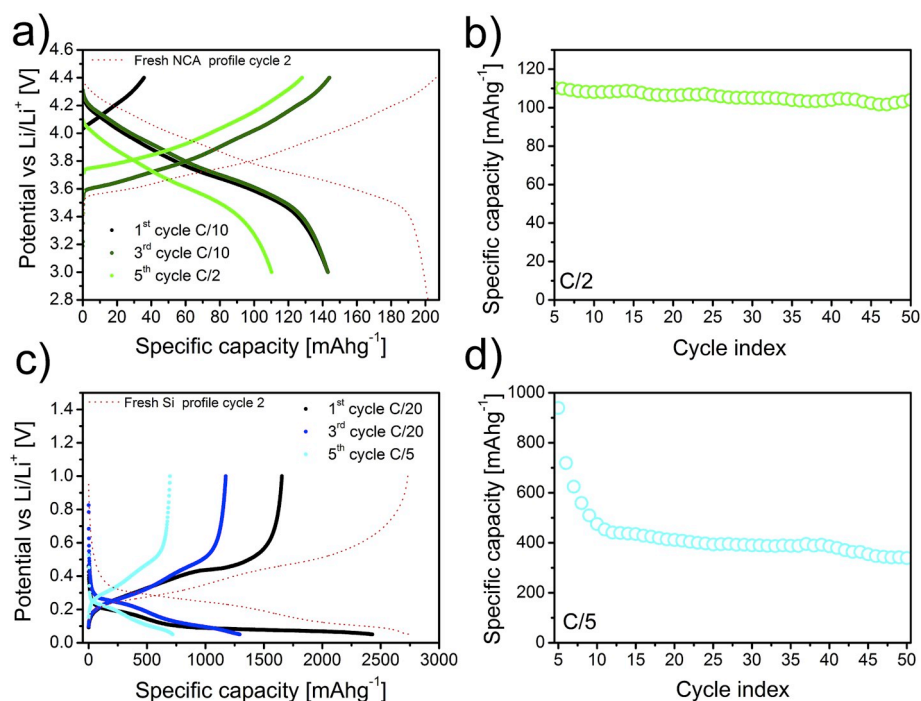 a)
Fresh NCA profile cycle 2
4.6
4.4
4.2
4.0
3.8
3.6
3.4
3.2
3.0
2.8
Potential vs Li/Li⁺ [V]
1ˢᵗ cycle C/10
3ʳᵈ cycle C/10
5ᵗʰ cycle C/2
0 20 40 60 80 100 120 140 160 180 200
Specific capacity [mAhg⁻¹]
b)
120
100
80
60
40
20
0
Specific capacity [mAhg⁻¹]
C/2
5 10 15 20 25 30 35 40 45 50
Cycle index
c)
Fresh Si profile cycle 2
1.4
1.2
1.0
0.8
0.6
0.4
0.2
0.0
Potential vs Li/Li⁺ [V]
1ˢᵗ cycle C/20
3ʳᵈ cycle C/20
5ᵗʰ cycle C/5
0 500 1000 1500 2000 2500 3000
Specific capacity [mAhg⁻¹]
d)
1000
800
600
400
200
0
Specific capacity [mAhg⁻¹]
C/5
5 10 15 20 25 30 35 40 45 50
Cycle index